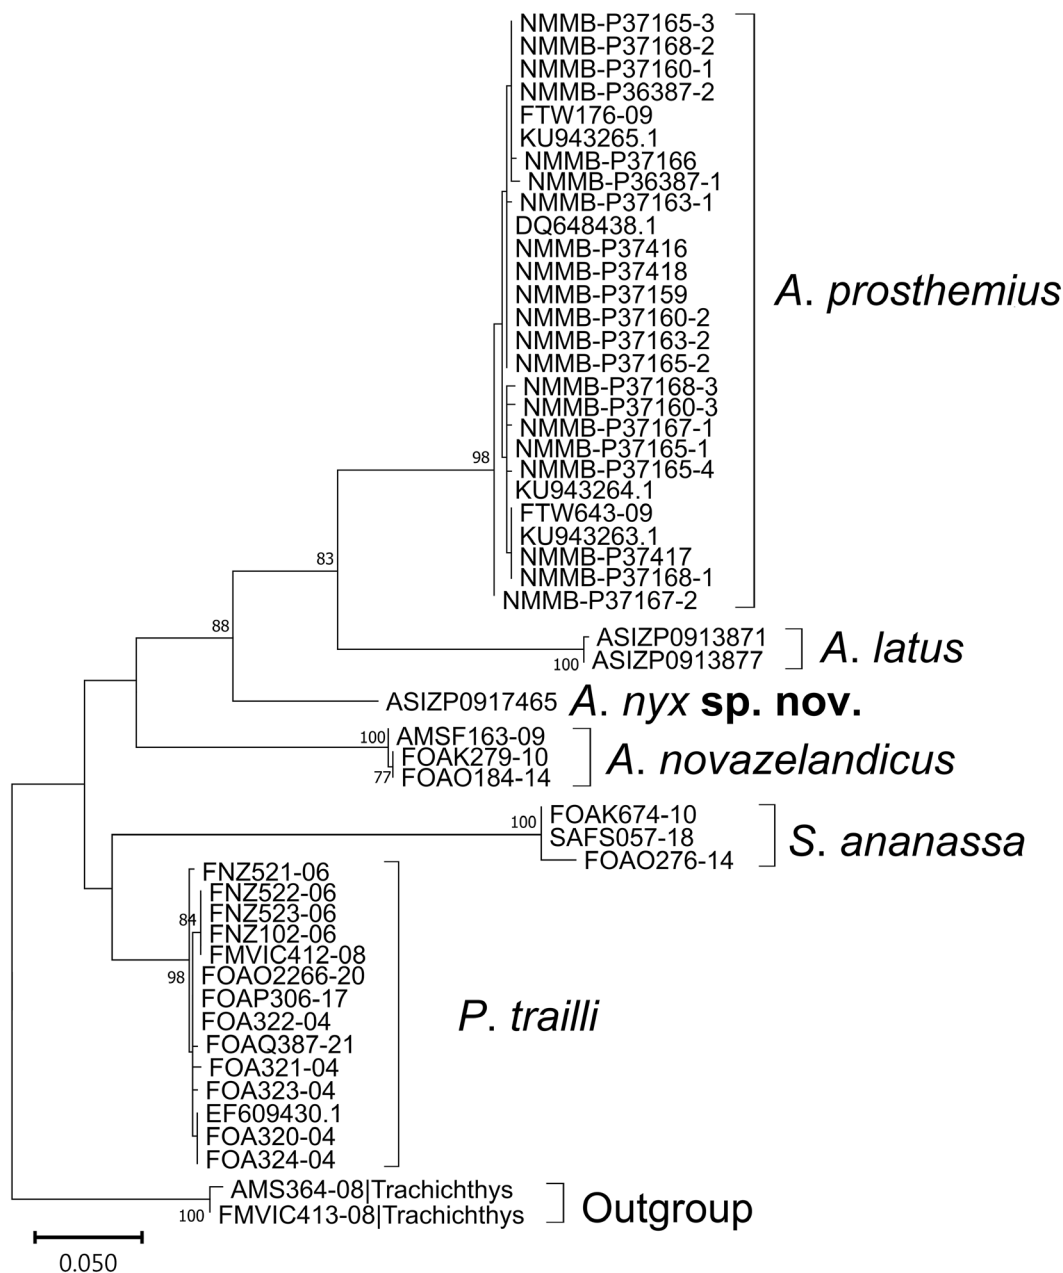 NMMB-P37165-3
NMMB-P37168-2
NMMB-P37160-1
NMMB-P36387-2
FTW176-09
KU943265.1
NMMB-P37166
NMMB-P36387-1
NMMB-P37163-1
DQ648438.1
NMMB-P37416
NMMB-P37418
NMMB-P37159
NMMB-P37160-2
NMMB-P37163-2
NMMB-P37165-2
NMMB-P37168-3
NMMB-P37160-3
NMMB-P37167-1
NMMB-P37165-1
NMMB-P37165-4
KU943264.1
FTW643-09
KU943263.1
NMMB-P37417
NMMB-P37168-1
NMMB-P37167-2
A. prosthemius
98
83
88
ASIZP0913871
ASIZP0913877
100
A. latus
ASIZP0917465 A. nyx sp. nov.
100
AMSF163-09
FOAK279-10
77
FOAO184-14
A. novazelandicus
100
FOAK674-10
SAFS057-18
FOAO276-14
S. ananassa
FNZ521-06
FNZ522-06
84
FNZ523-06
FNZ102-06
FMVIC412-08
98
FOAO2266-20
FOAP306-17
FOA322-04
FOAQ387-21
FOA321-04
FOA323-04
EF609430.1
FOA320-04
FOA324-04
P. trailli
AMS364-08|Trachichthys
100
FMVIC413-08|Trachichthys
Outgroup
0.050